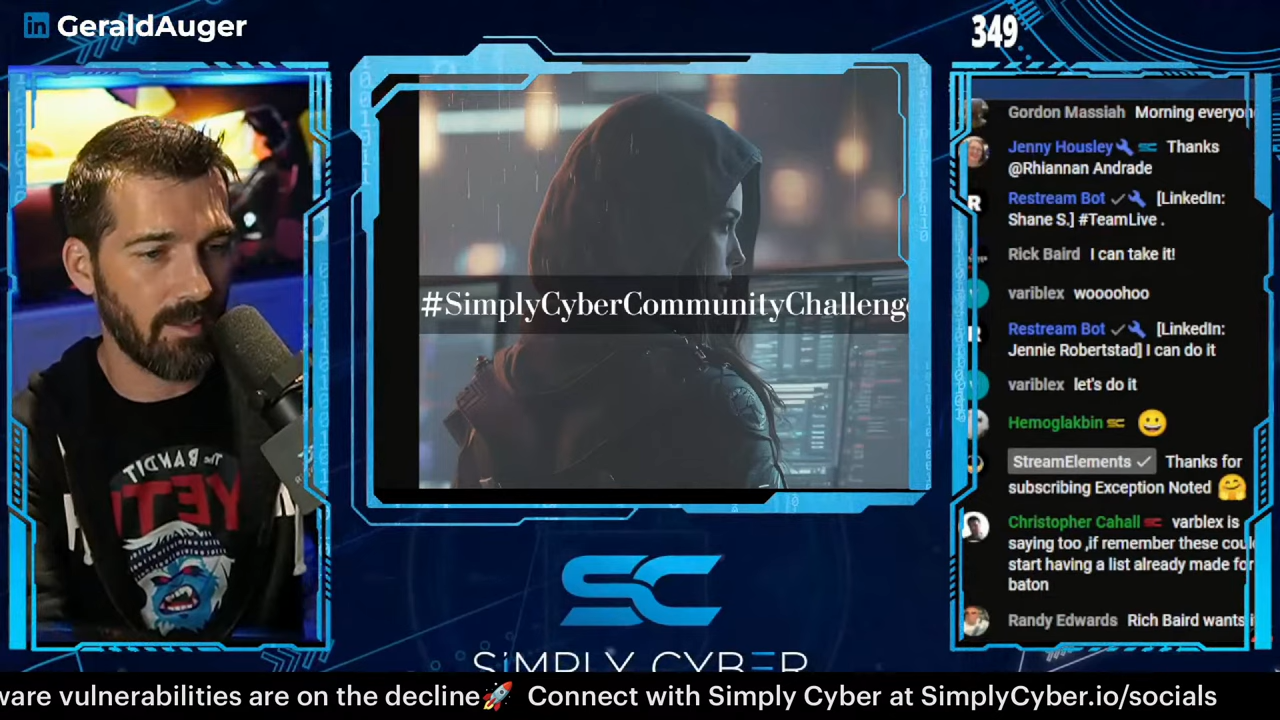 in GeraldAuger
349
THE BANDIT
YETI
#SimplyCyberCommunityChalleng
Gordon Massiah Morning everyon
Jenny Housley Thanks
@Rhiannan Andrade
Restream Bot [LinkedIn:
Shane S.] #TeamLive .
Rick Baird I can take it!
variblex woooohoo
Restream Bot [LinkedIn:
Jennie Robertstad] I can do it
variblex let's do it
Hemoglakbin 😀
StreamElements Thanks for
subscribing Exception Noted 🤗
Christopher Cahall varblex is
saying too ,if remember these coul
start having a list already made for
baton
Randy Edwards Rich Baird wants
SC
SIMPLY CYBER
ware vulnerabilities are on the decline🚀 Connect with Simply Cyber at SimplyCyber.io/socials